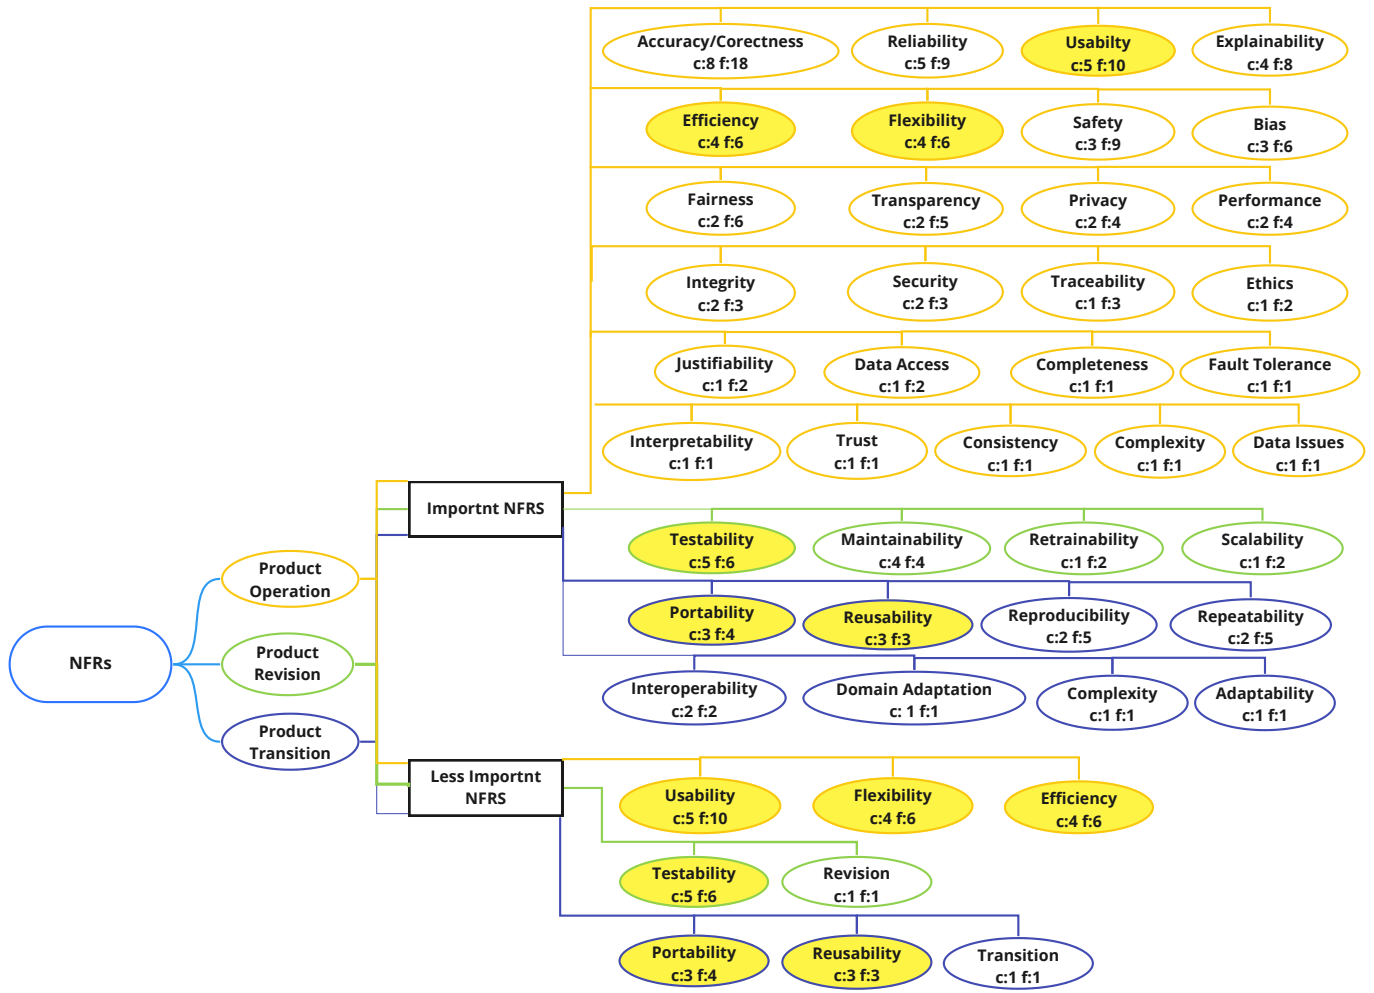 Accuracy/Corectness
c:8 f:18
Reliability
c:5 f:9
Usabilty
c:5 f:10
Explainability
c:4 f:8
Efficiency
c:4 f:6
Flexibility
c:4 f:6
Safety
c:3 f:9
Bias
c:3 f:6
Fairness
c:2 f:6
Transparency
c:2 f:5
Privacy
c:2 f:4
Performance
c:2 f:4
Integrity
c:2 f:3
Security
c:2 f:3
Traceability
c:1 f:3
Ethics
c:1 f:2
Justifiability
c:1 f:2
Data Access
c:1 f:2
Completeness
c:1 f:1
Fault Tolerance
c:1 f:1
Interpretability
c:1 f:1
Trust
c:1 f:1
Consistency
c:1 f:1
Complexity
c:1 f:1
Data Issues
c:1 f:1
Importnt NFRS
Testability
c:5 f:6
Maintainability
c:4 f:4
Retrainability
c:1 f:2
Scalability
c:1 f:2
Product
Operation
Portability
c:3 f:4
Reusability
c:3 f:3
Reproducibility
c:2 f:5
Repeatability
c:2 f:5
NFRs
Product
Revision
Interoperability
c:2 f:2
Domain Adaptation
c: 1 f:1
Complexity
c:1 f:1
Adaptability
c:1 f:1
Product
Transition
Less Importnt
NFRS
Usability
c:5 f:10
Flexibility
c:4 f:6
Efficiency
c:4 f:6
Testability
c:5 f:6
Revision
c:1 f:1
Portability
c:3 f:4
Reusability
c:3 f:3
Transition
c:1 f:1